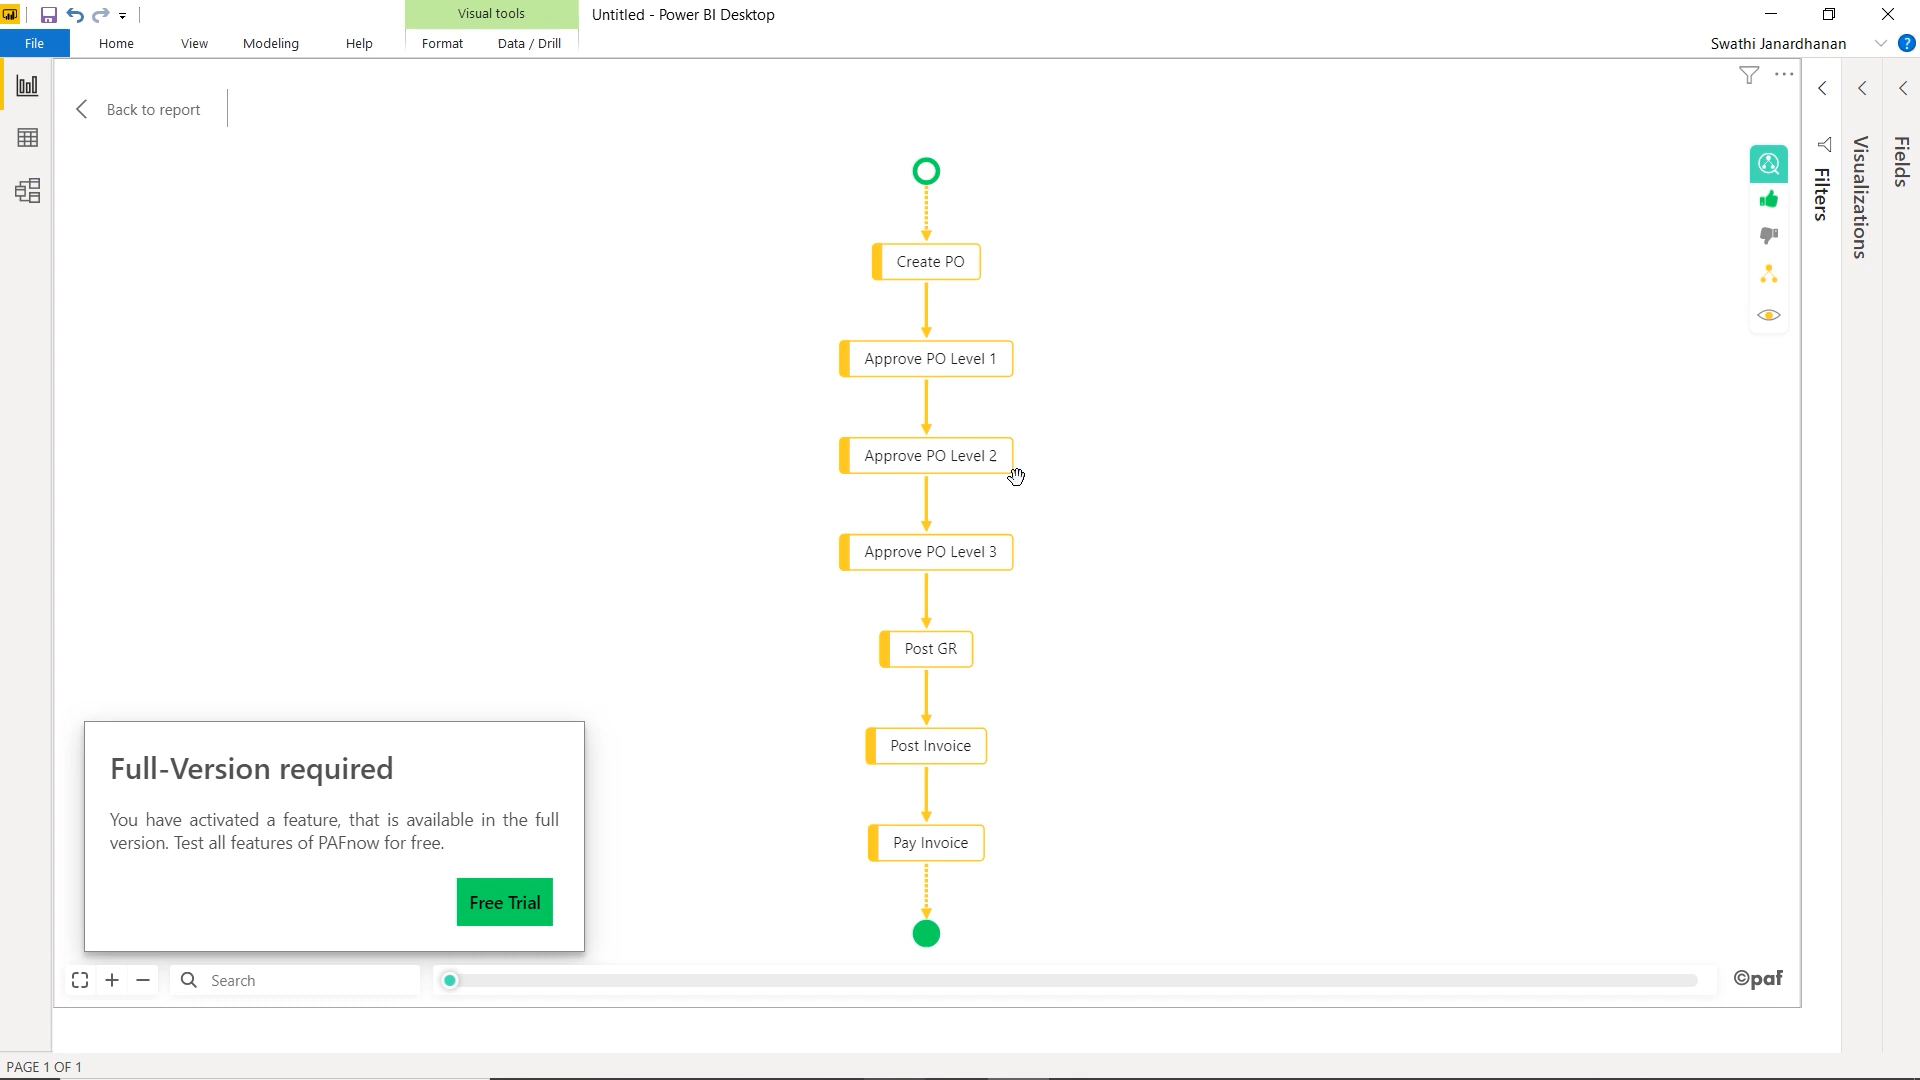 Visual tools
Untitled - Power BI Desktop
File
Home
View
Modeling
Help
Format
Data / Drill
Swathi Janardhanan
?
Back to report
Filters
Visualizations
Fields
Create PO
Approve PO Level 1
Approve PO Level 2
Approve PO Level 3
Post GR
Post Invoice
Pay Invoice
Full-Version required
You have activated a feature, that is available in the full
version. Test all features of PAFnow for free.
Free Trial
Search
©paf
PAGE 1 OF 1